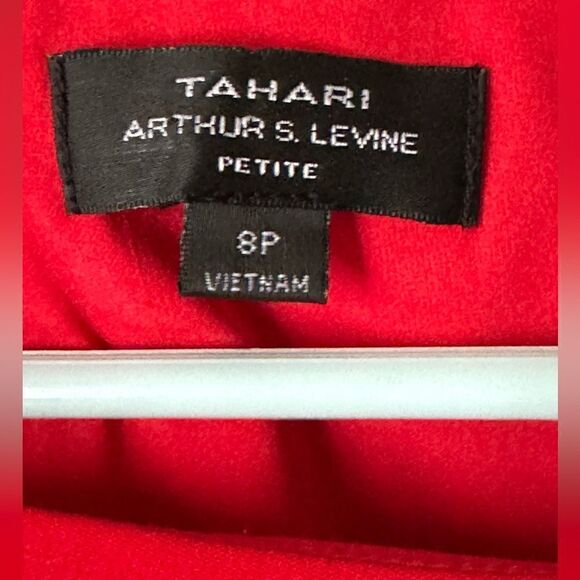 TAHARI
ARTHUR S. LEVINE
PETITE
8P
VIETNAM